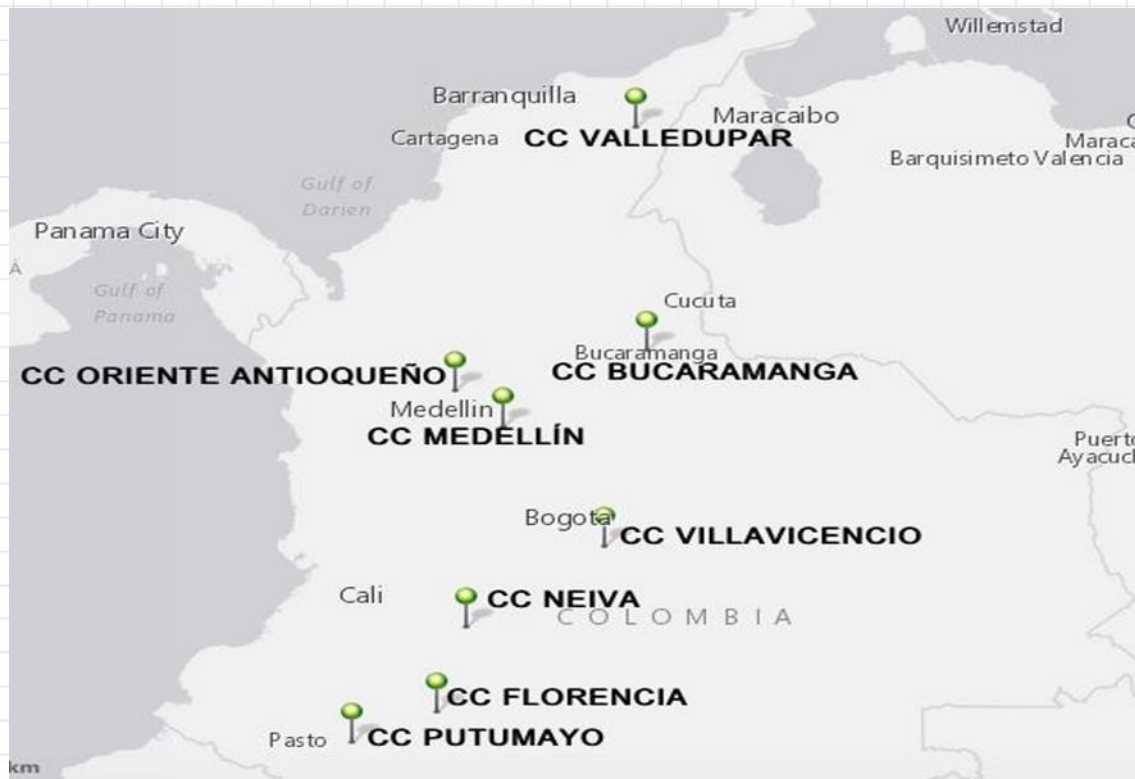 Willemstad
Barranquilla
Maracaibo
Cartagena
CC VALLEDUPAR
Barquisimeto Valencia
Gulf of
Darien
Panama City
Gulf of
Panama
Cucuta
Bucaramanga
CC BUCARAMANGA
CC ORIENTE ANTIOQUEÑO
Medellin
CC MEDELLÍN
Bogota
CC VILLAVICENCIO
Cali
CC NEIVA
COLOMBIA
CC FLORENCIA
Pasto
CC PUTUMAYO
km